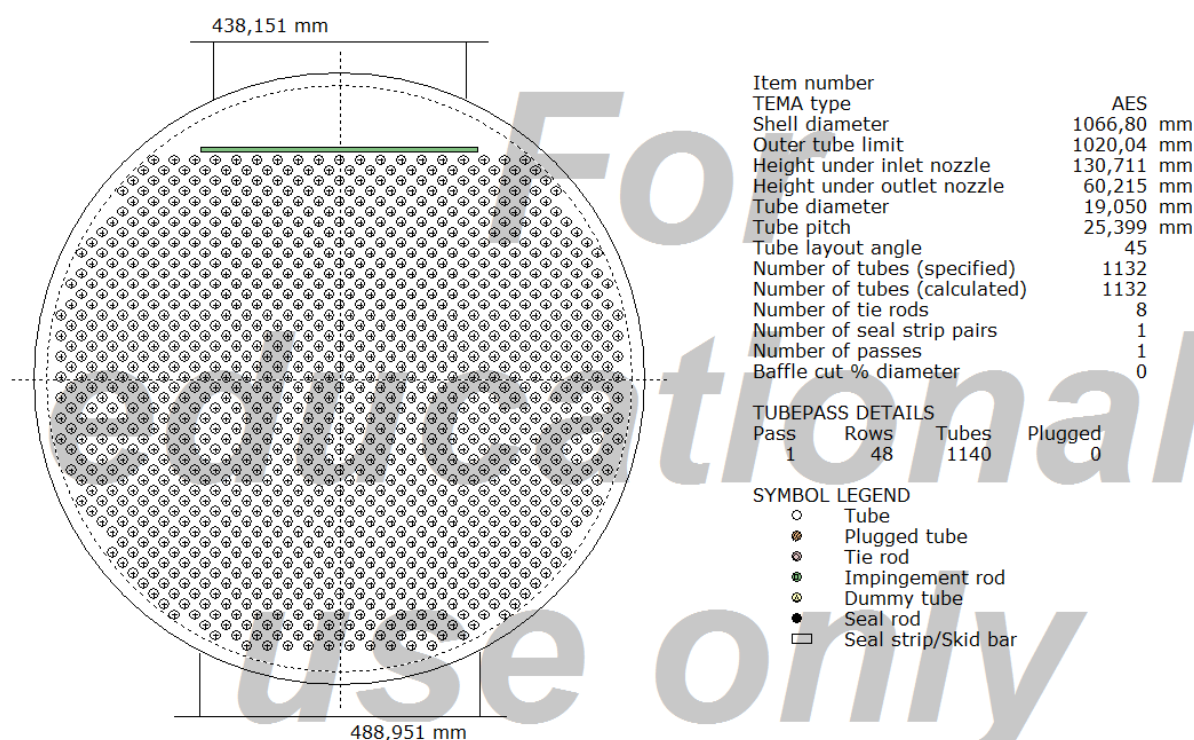 438,151 mm
Item number
TEMA type AES
Shell diameter 1066,80 mm
Outer tube limit 1020,04 mm
Height under inlet nozzle 130,711 mm
Height under outlet nozzle 60,215 mm
Tube diameter 19,050 mm
Tube pitch 25,399 mm
Tube layout angle 45
Number of tubes (specified) 1132
Number of tubes (calculated) 1132
Number of tie rods 8
Number of seal strip pairs 1
Number of passes 1
Baffle cut % diameter 0
TUBEPASS DETAILS
Pass Rows Tubes Plugged
1 48 1140 0
SYMBOL LEGEND
Tube
Plugged tube
Tie rod
Impingement rod
Dummy tube
Seal rod
Seal strip/Skid bar
488,951 mm
For
educational
use only